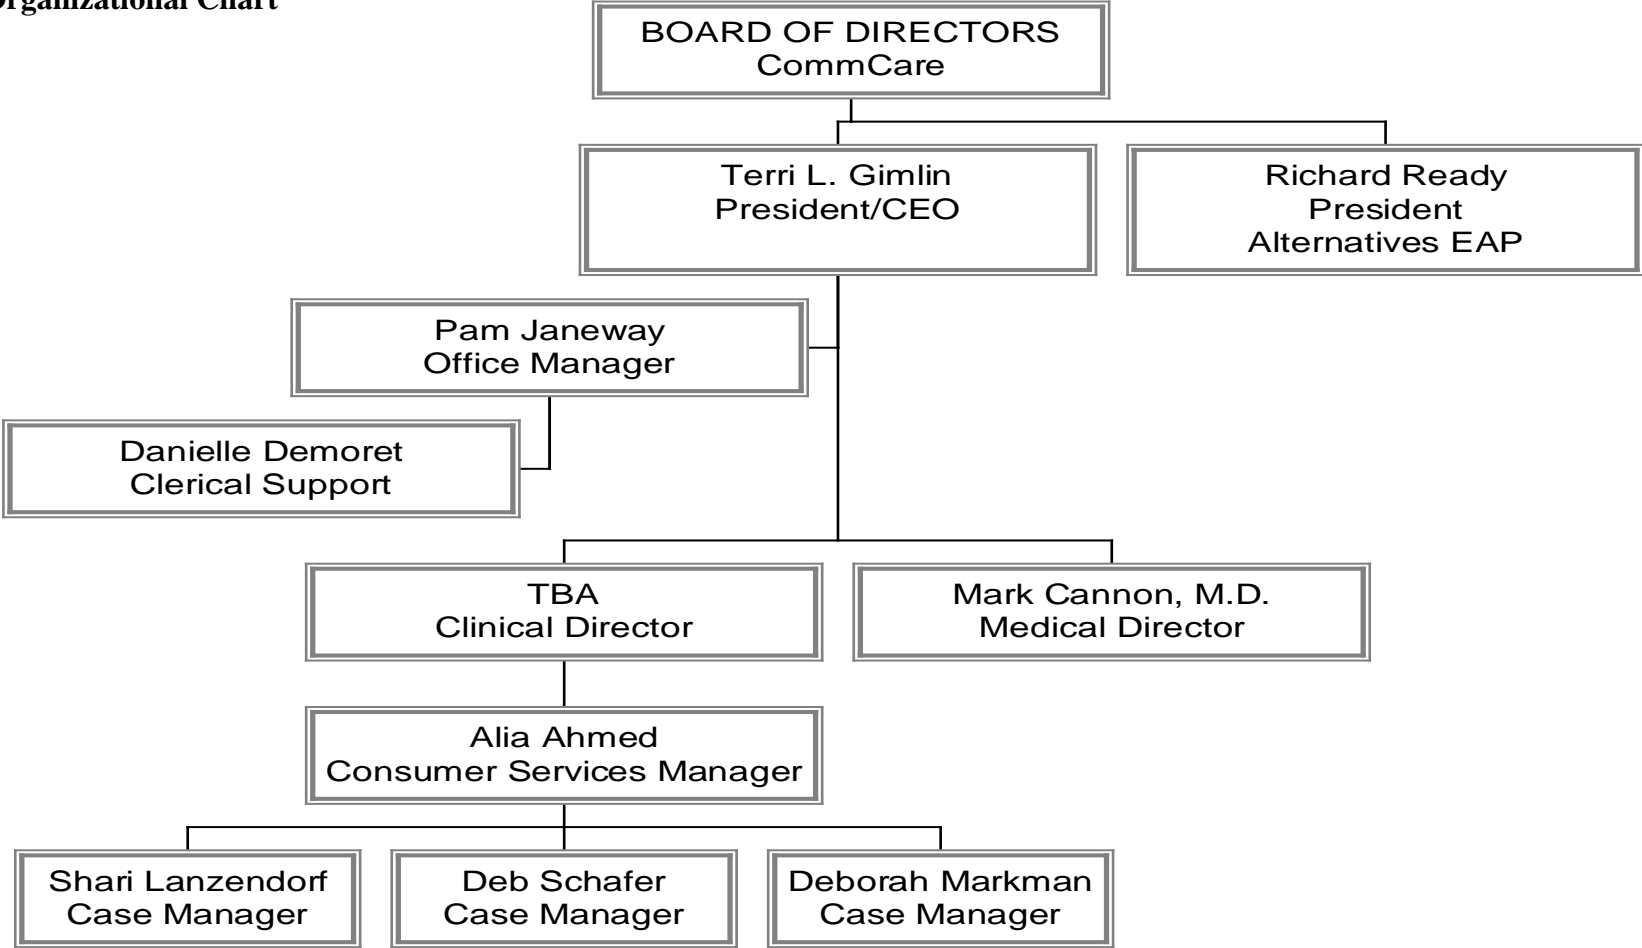 Organizational Chart
BOARD OF DIRECTORS
CommCare
Terri L. Gimlin
President/CEO
Richard Ready
President
Alternatives EAP
Pam Janeway
Office Manager
Danielle Demoret
Clerical Support
TBA
Clinical Director
Mark Cannon, M.D.
Medical Director
Alia Ahmed
Consumer Services Manager
Shari Lanzendorf
Case Manager
Deb Schafer
Case Manager
Deborah Markman
Case Manager